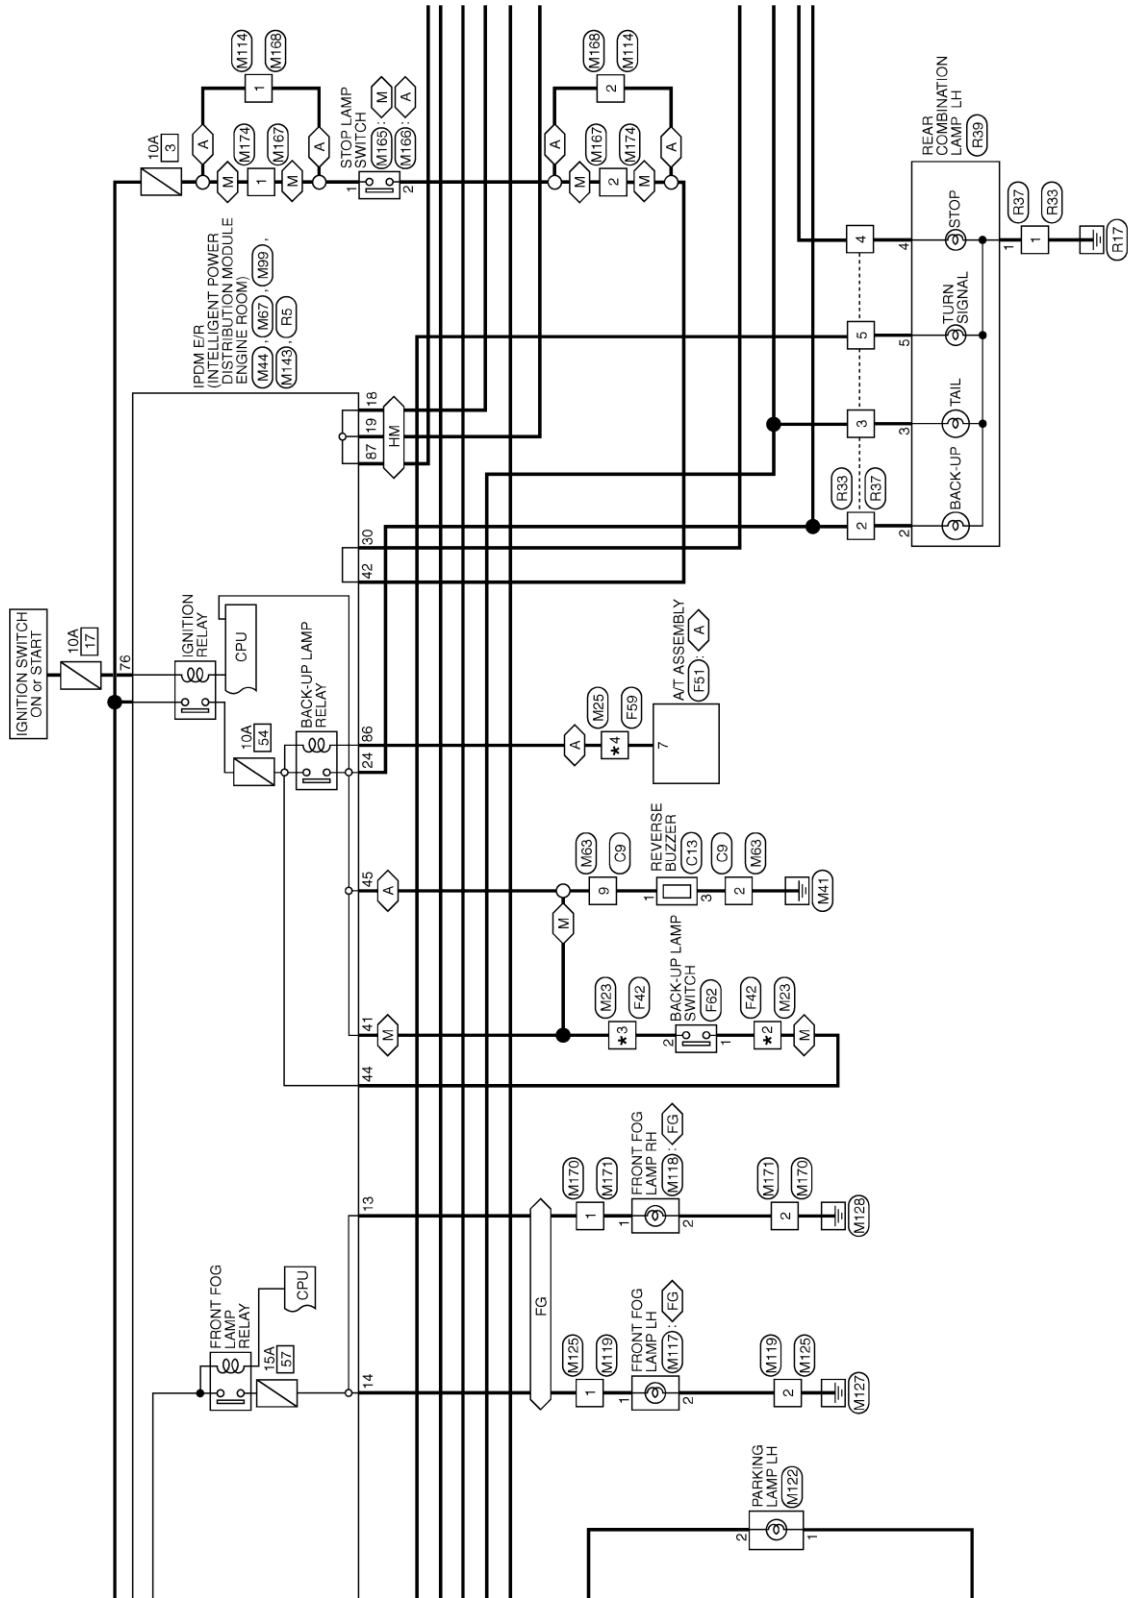 IGNITION SWITCH
ON or START
10A
17
76
IGNITION
RELAY
CPU
10A
54
BACK-UP LAMP
RELAY
FRONT FOG
LAMP
RELAY
CPU
15A
57
IPDM E/R
(INTELLIGENT POWER
DISTRIBUTION MODULE
ENGINE ROOM)
M44 , M67 , M99 ,
M143 , R5
10A
3
A
A
M114
M168
1
M
M174
M167
1
M
STOP LAMP
SWITCH
M165 : M
M166 : A
1
2
A
A
M168
M114
2
M
M167
M174
2
M
14
13
44
41
45
24
86
42
30
87
19
18
HM
FG
M125
M119
1
FRONT FOG
LAMP LH
M117 : FG
1
2
M119
M125
2
M127
M170
M171
1
FRONT FOG
LAMP RH
M118 : FG
1
2
M171
M170
2
M128
M
M23
F42
*3
BACK-UP LAMP
SWITCH
F62
2
1
F42
M23
*2
M
A
M
M63
C9
9
REVERSE
BUZZER
C13
1
3
C9
M63
2
M41
A
M25
F59
*4
A/T ASSEMBLY
F51 : A
7
PARKING
LAMP LH
M122
2
1
R33
R37
2
3
5
4
2
3
5
4
BACK-UP
TAIL
TURN
SIGNAL
STOP
REAR
COMBINATION
LAMP LH
R39
1
R37
R33
1
R17